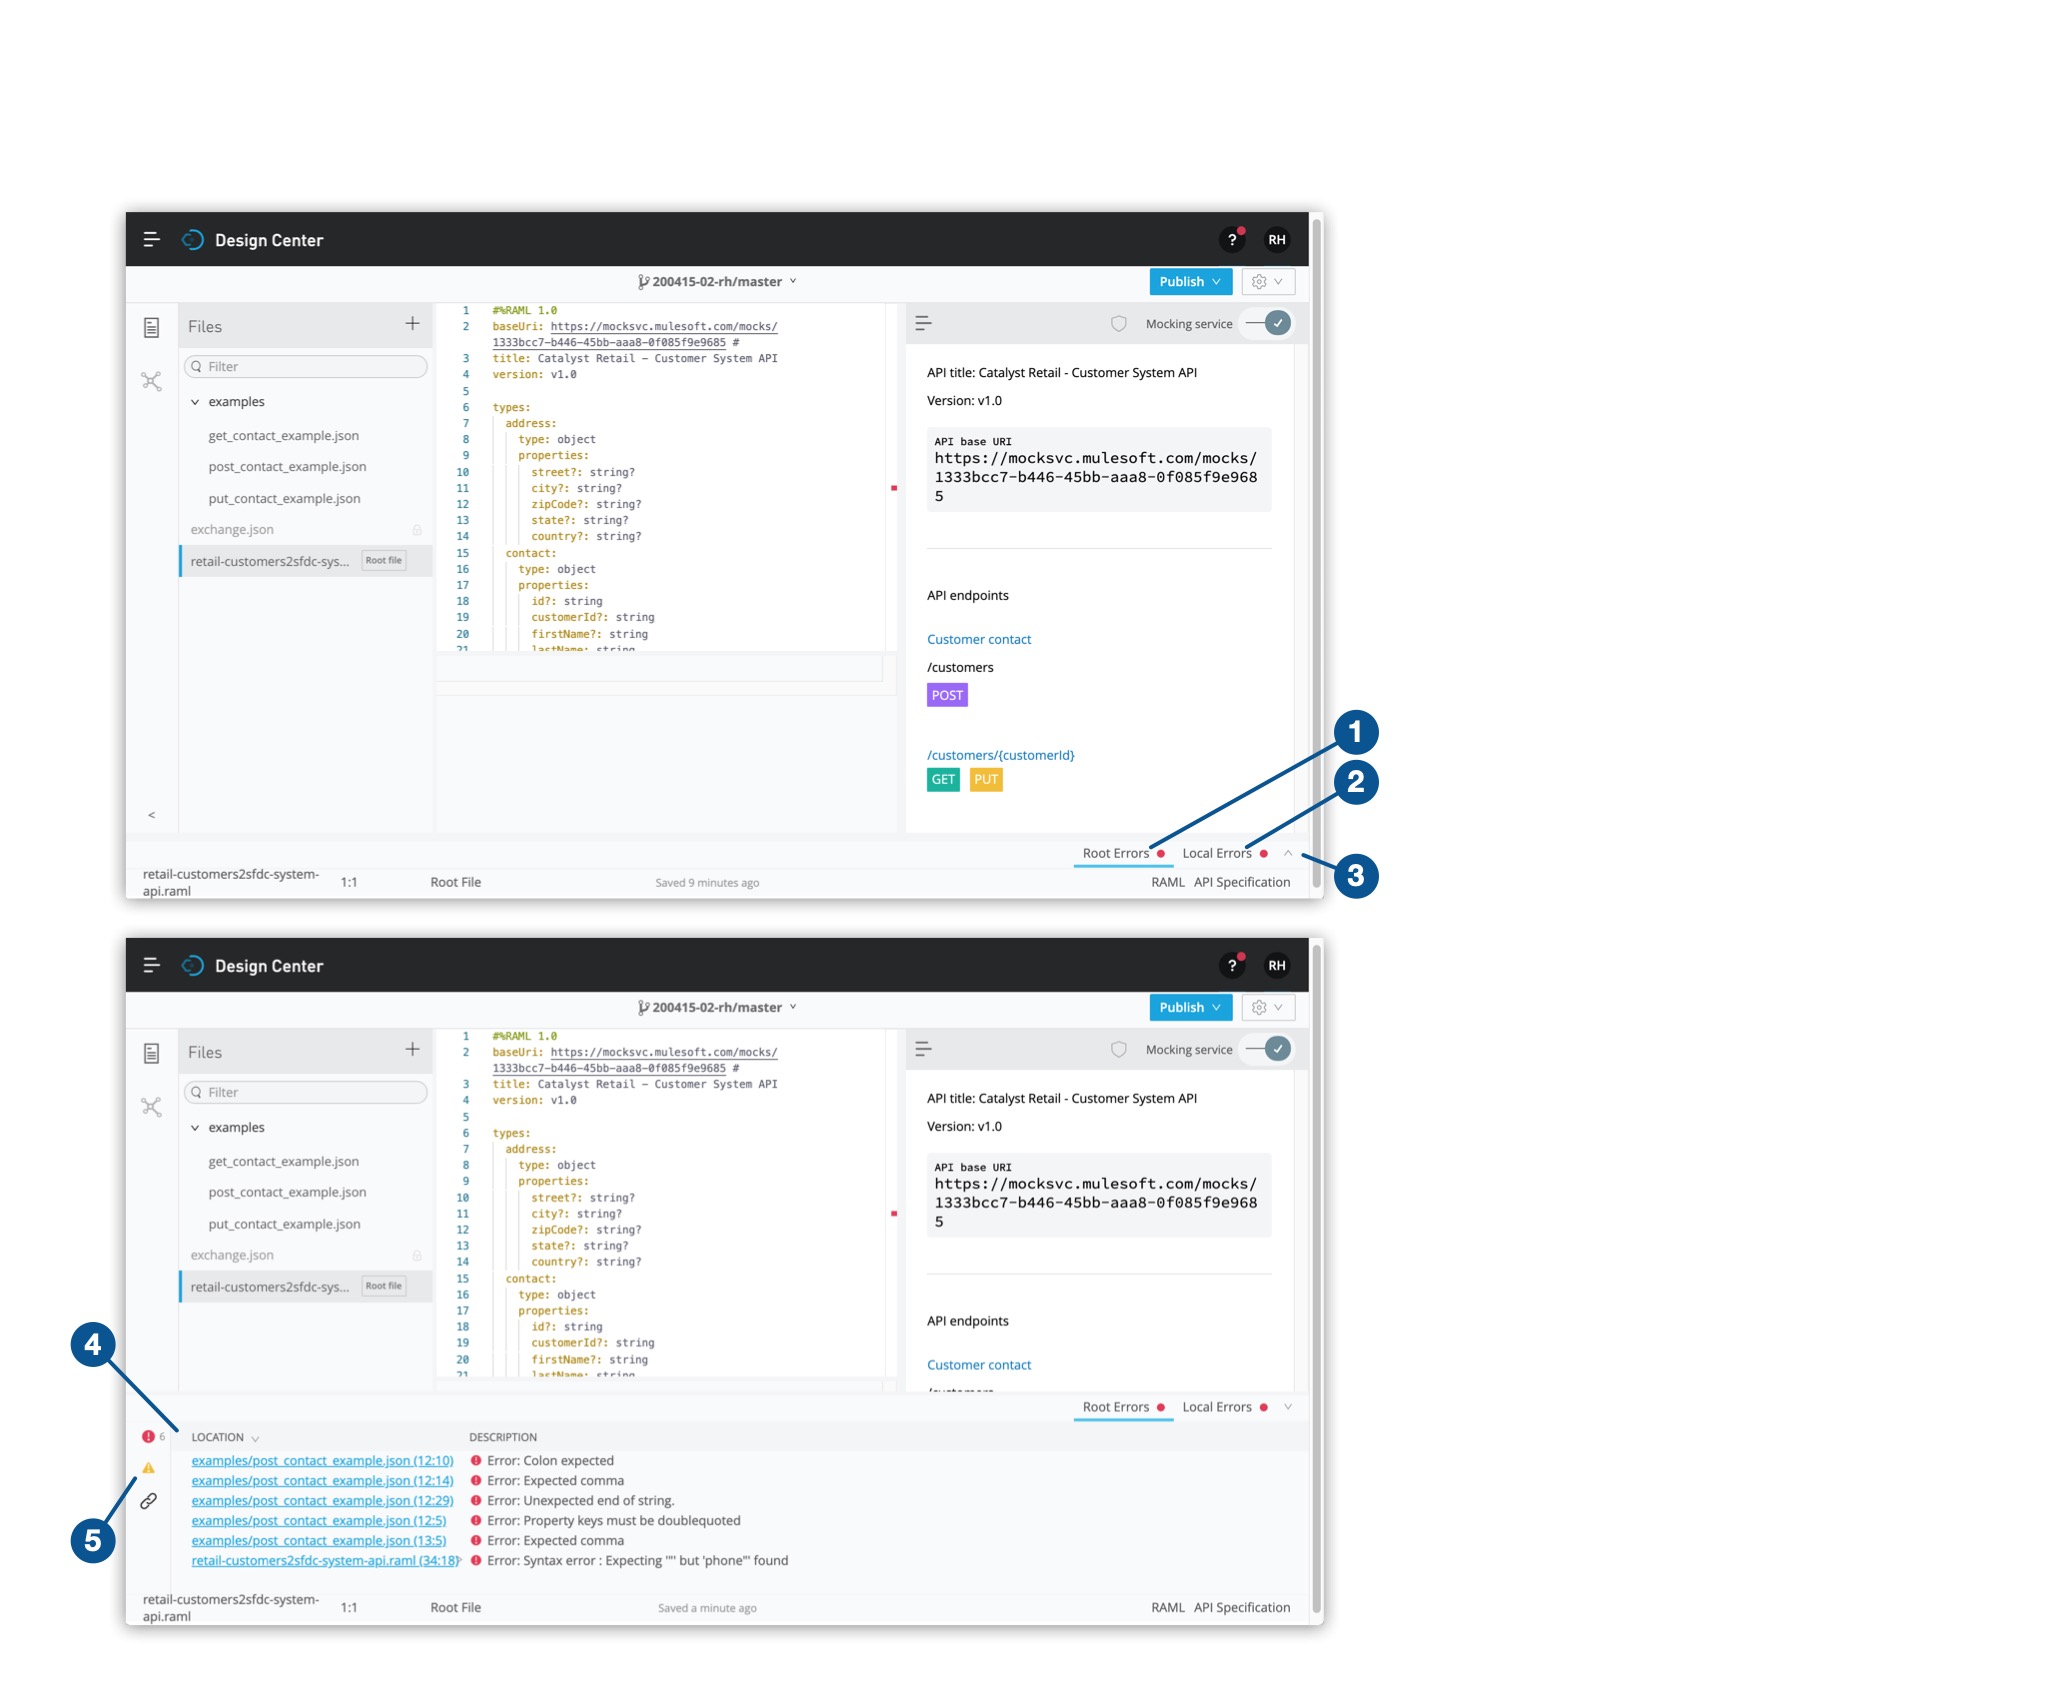 Design Center
? RH
200415-02-rh/master
Publish
Files +
Mocking service
Filter
examples
get_contact_example.json
post_contact_example.json
put_contact_example.json
exchange.json
retail-customers2sfdc-sys... Root file
1 #%RAML 1.0
2 baseUri: https://mocksvc.mulesoft.com/mocks/
1333bcc7-b446-45bb-aaa8-0f085f9e9685 #
3 title: Catalyst Retail – Customer System API
4 version: v1.0
5
6 types:
7 address:
8 type: object
9 properties:
10 street?: string?
11 city?: string?
12 zipCode?: string?
13 state?: string?
14 country?: string?
15 contact:
16 type: object
17 properties:
18 id?: string
19 customerId?: string
20 firstName?: string
21 lastName: string
API title: Catalyst Retail - Customer System API
Version: v1.0
API base URI
https://mocksvc.mulesoft.com/mocks/
1333bcc7-b446-45bb-aaa8-0f085f9e968
5
API endpoints
Customer contact
/customers
POST
/customers/{customerId}
GET PUT
<
1
2
3
Root Errors Local Errors
retail-customers2sfdc-system-
api.raml
1:1 Root File Saved 9 minutes ago RAML API Specification
Design Center
? RH
200415-02-rh/master
Publish
Files +
Mocking service
Filter
examples
get_contact_example.json
post_contact_example.json
put_contact_example.json
exchange.json
retail-customers2sfdc-sys... Root file
1 #%RAML 1.0
2 baseUri: https://mocksvc.mulesoft.com/mocks/
1333bcc7-b446-45bb-aaa8-0f085f9e9685 #
3 title: Catalyst Retail – Customer System API
4 version: v1.0
5
6 types:
7 address:
8 type: object
9 properties:
10 street?: string?
11 city?: string?
12 zipCode?: string?
13 state?: string?
14 country?: string?
15 contact:
16 type: object
17 properties:
18 id?: string
19 customerId?: string
20 firstName?: string
21 lastName: string
API title: Catalyst Retail - Customer System API
Version: v1.0
API base URI
https://mocksvc.mulesoft.com/mocks/
1333bcc7-b446-45bb-aaa8-0f085f9e968
5
API endpoints
Customer contact
/customers
4
5
Root Errors Local Errors
6 LOCATION DESCRIPTION
examples/post_contact_example.json (12:10) Error: Colon expected
examples/post_contact_example.json (12:14) Error: Expected comma
examples/post_contact_example.json (12:29) Error: Unexpected end of string.
examples/post_contact_example.json (12:5) Error: Property keys must be doublequoted
examples/post_contact_example.json (13:5) Error: Expected comma
retail-customers2sfdc-system-api.raml (34:18) Error: Syntax error : Expecting '"' but 'phone"' found
retail-customers2sfdc-system-
api.raml
1:1 Root File Saved a minute ago RAML API Specification